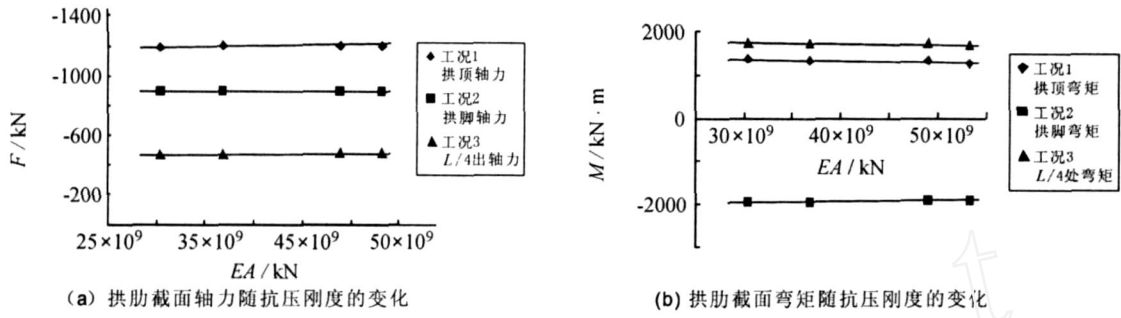 -1400
-1000
-600
-200
F/kN
25×10⁹ 35×10⁹ 45×10⁹ 50×10⁹
EA/kN
工况1
拱顶轴力
工况2
拱脚轴力
工况3
L/4出轴力
(a) 拱肋截面轴力随抗压刚度的变化
2000
0
-2000
M/kN·m
30×10⁹ 40×10⁹ 50×10⁹
EA/kN
工况1
拱顶弯矩
工况2
拱脚弯矩
工况3
L/4处弯矩
(b) 拱肋截面弯矩随抗压刚度的变化